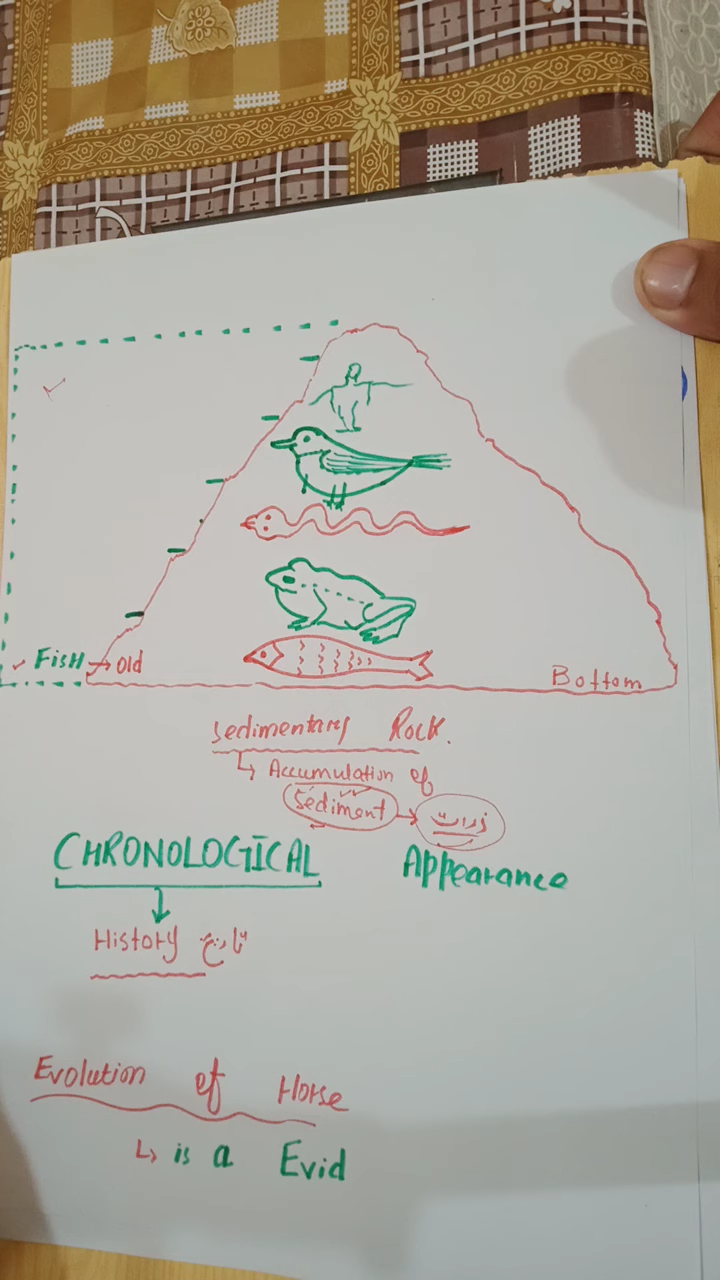 FisH → Old
Bottom
Sedimentary Rock.
↳ Accumulation of
Sediment → ذرات
CHRONOLOGICAL Appearance
History تاریخ
Evolution of Horse
↳ is a Evid